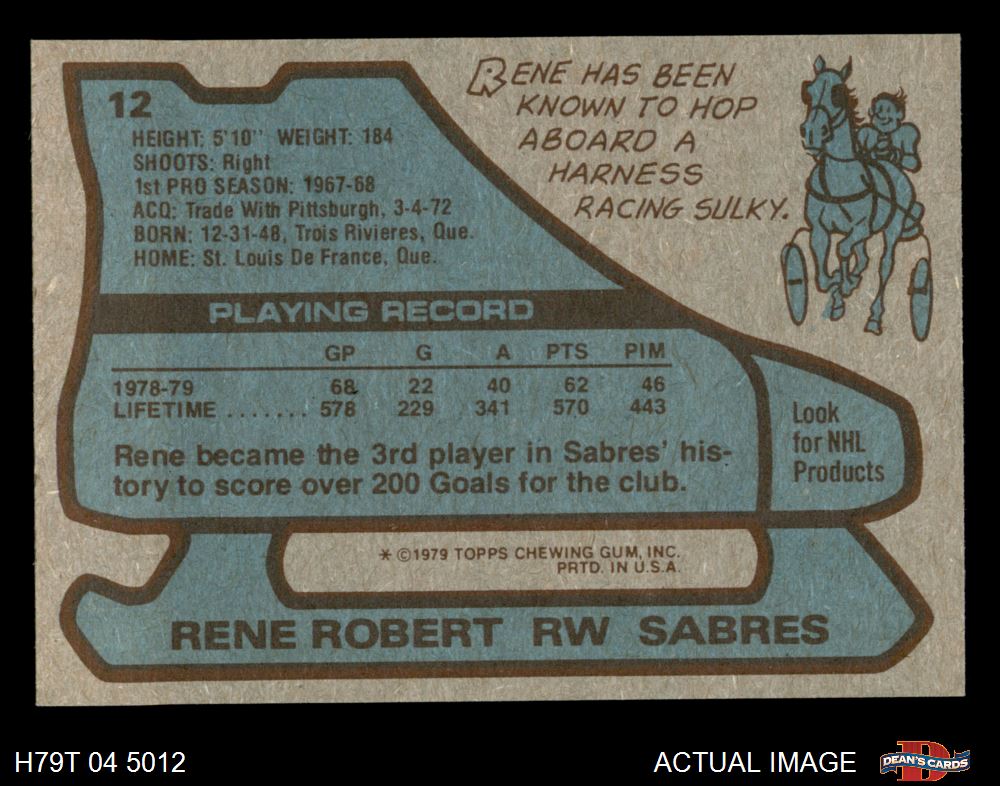 12
HEIGHT: 5'10" WEIGHT: 184
SHOOTS: Right
1st PRO SEASON: 1967-68
ACQ: Trade With Pittsburgh, 3-4-72
BORN: 12-31-48, Trois Rivieres, Que.
HOME: St. Louis De France, Que.
RENE HAS BEEN
KNOWN TO HOP
ABOARD A
HARNESS
RACING SULKY.
PLAYING RECORD
GP G A PTS PIM
1978-79 68 22 40 62 46
LIFETIME ....... 578 229 341 570 443
Rene became the 3rd player in Sabres' his-
tory to score over 200 Goals for the club.
Look
for NHL
Products
* ©1979 TOPPS CHEWING GUM, INC.
PRTD. IN U.S.A.
RENE ROBERT RW SABRES
H79T 04 5012
ACTUAL IMAGE
D
DEAN'S CARDS